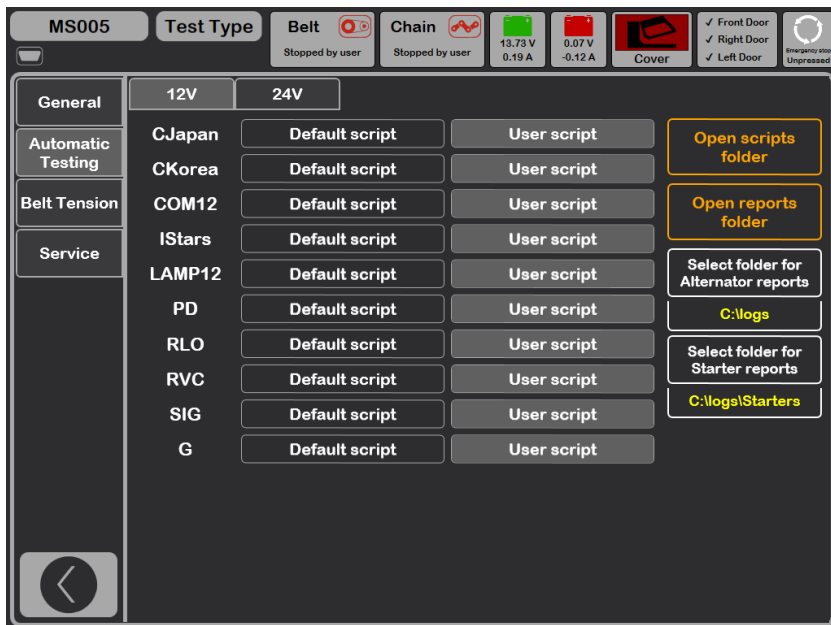 MS005
Test Type
Belt
Stopped by user
Chain
Stopped by user
13.73 V
0.19 A
0.07 V
-0.12 A
Cover
✓ Front Door
✓ Right Door
✓ Left Door
Emergency stop
Unpressed
General
Automatic
Testing
Belt Tension
Service
12V
24V
CJapan Default script User script
CKorea Default script User script
COM12 Default script User script
IStars Default script User script
LAMP12 Default script User script
PD Default script User script
RLO Default script User script
RVC Default script User script
SIG Default script User script
G Default script User script
Open scripts
folder
Open reports
folder
Select folder for
Alternator reports
C:\logs
Select folder for
Starter reports
C:\logs\Starters